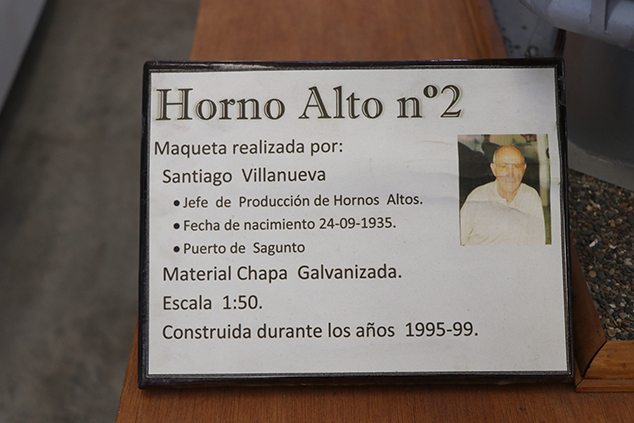 Horno Alto nº2
Maqueta realizada por:
Santiago Villanueva
• Jefe de Producción de Hornos Altos.
• Fecha de nacimiento 24-09-1935.
• Puerto de Sagunto
Material Chapa Galvanizada.
Escala 1:50.
Construida durante los años 1995-99.